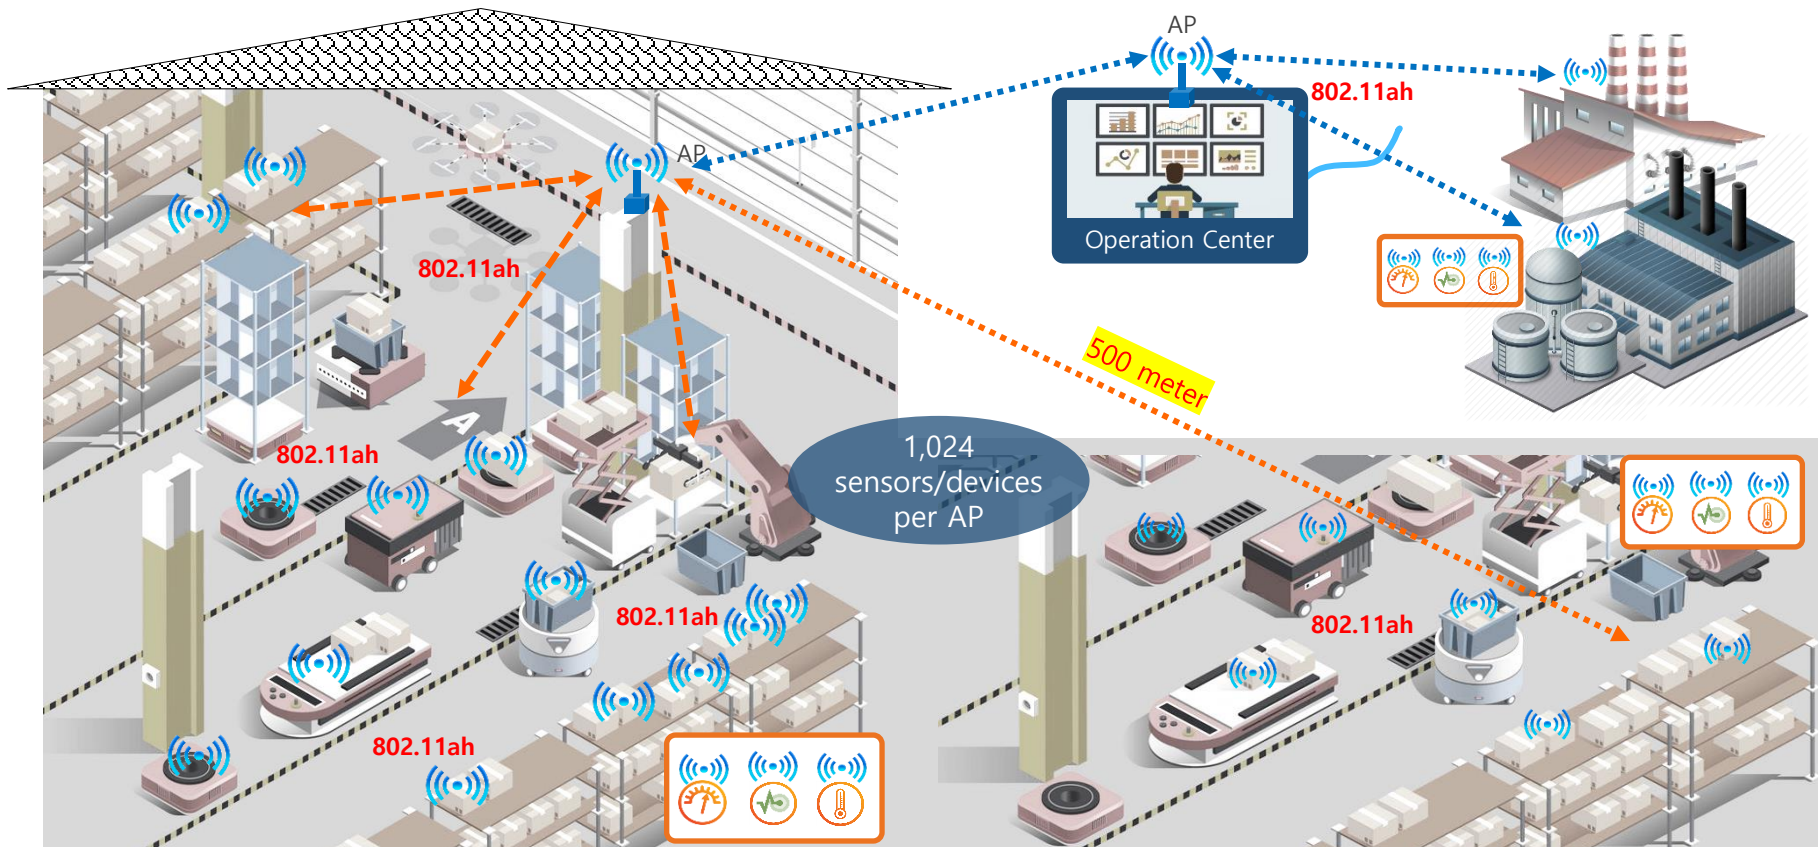 AP
802.11ah
AP
Operation Center
802.11ah
500 meter
A
1,024
sensors/devices
per AP
802.11ah
802.11ah
802.11ah
802.11ah